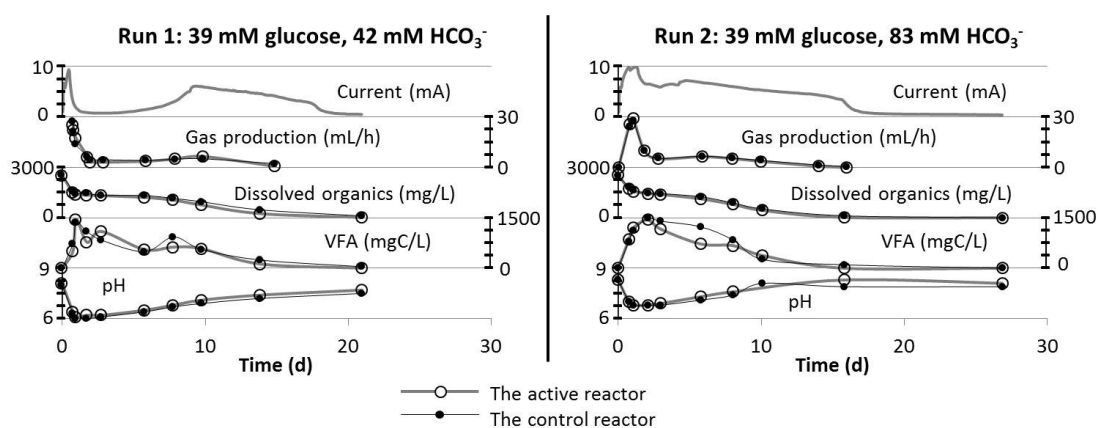 Run 1: 39 mM glucose, 42 mM HCO₃⁻
10
Current (mA)
0
30
Gas production (mL/h)
3000
0
Dissolved organics (mg/L)
0
1500
VFA (mgC/L)
9
0
pH
6
0 10 20 30
Time (d)
Run 2: 39 mM glucose, 83 mM HCO₃⁻
10
Current (mA)
0
30
Gas production (mL/h)
3000
0
Dissolved organics (mg/L)
0
1500
VFA (mgC/L)
9
0
pH
6
0 10 20 30
Time (d)
The active reactor
The control reactor